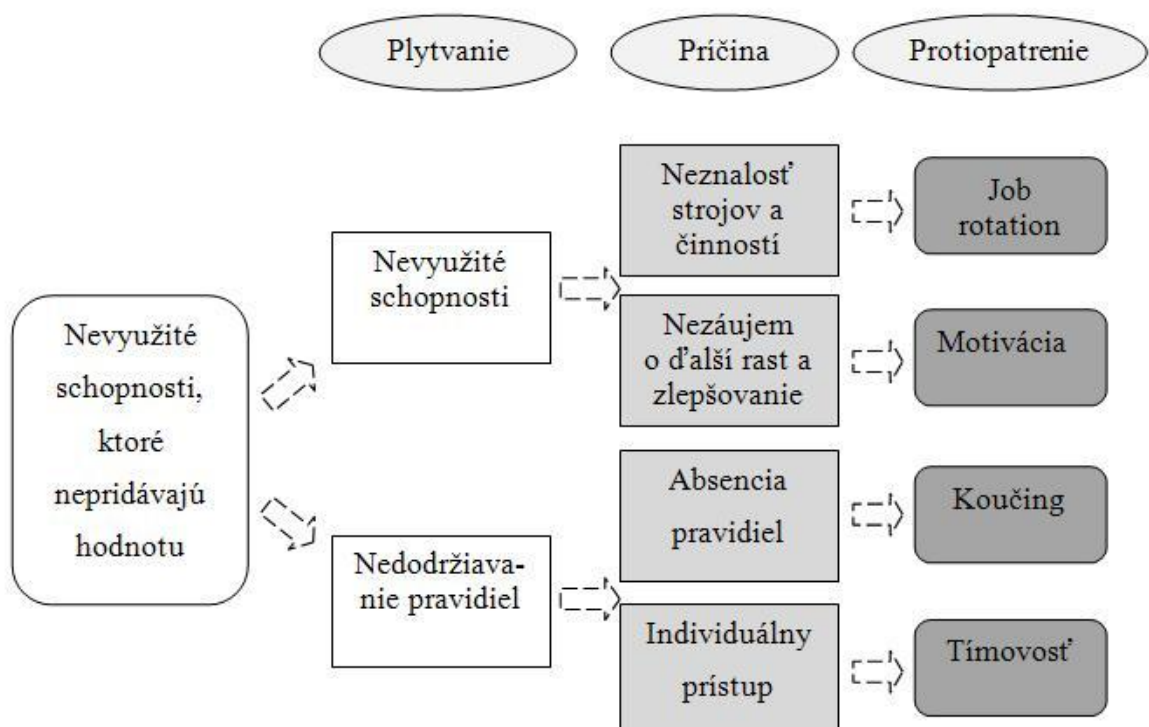 Plytvanie
Príčina
Protiopatrenie
Nevyužité
schopnosti,
ktoré
nepridávajú
hodnotu
Nevyužité
schopnosti
Neznalosť
strojov a
činností
Job
rotation
Nezáujem
o ďalší rast a
zlepšovanie
Motivácia
Nedodržiava-
nie pravidiel
Absencia
pravidiel
Koučing
Individuálny
prístup
Tímovosť